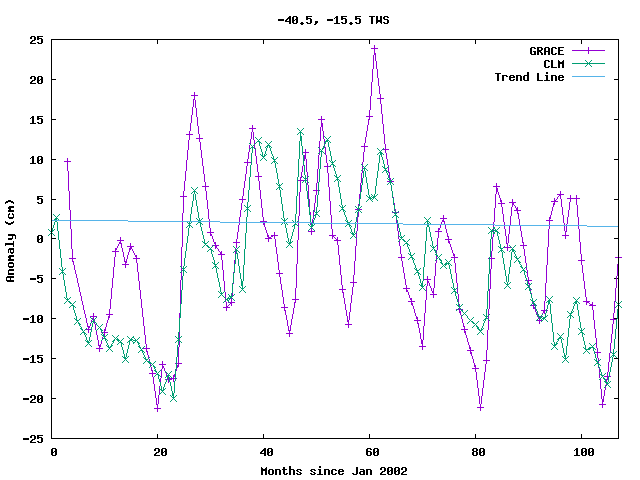 -40.5, -15.5 TWS
GRACE
CLM
Trend Line
Anomaly (cm)
25
20
15
10
5
0
-5
-10
-15
-20
-25
0 20 40 60 80 100
Months since Jan 2002